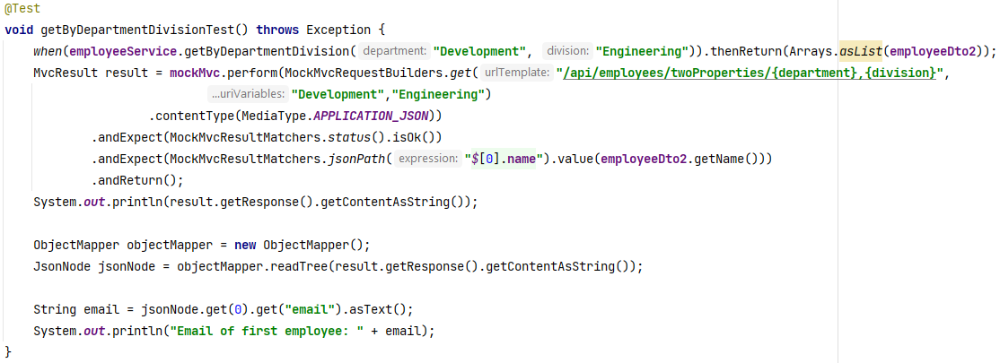 @Test
void getByDepartmentDivisionTest() throws Exception {
    when(employeeService.getByDepartmentDivision( department: "Development", division: "Engineering")).thenReturn(Arrays.asList(employeeDto2));
    MvcResult result = mockMvc.perform(MockMvcRequestBuilders.get( urlTemplate: "/api/employees/twoProperties/{department},{division}",
                            ...uriVariables: "Development","Engineering")
                    .contentType(MediaType.APPLICATION_JSON))
            .andExpect(MockMvcResultMatchers.status().isOk())
            .andExpect(MockMvcResultMatchers.jsonPath( expression: "$[0].name").value(employeeDto2.getName()))
            .andReturn();
    System.out.println(result.getResponse().getContentAsString());
    ObjectMapper objectMapper = new ObjectMapper();
    JsonNode jsonNode = objectMapper.readTree(result.getResponse().getContentAsString());
    String email = jsonNode.get(0).get("email").asText();
    System.out.println("Email of first employee: " + email);
}